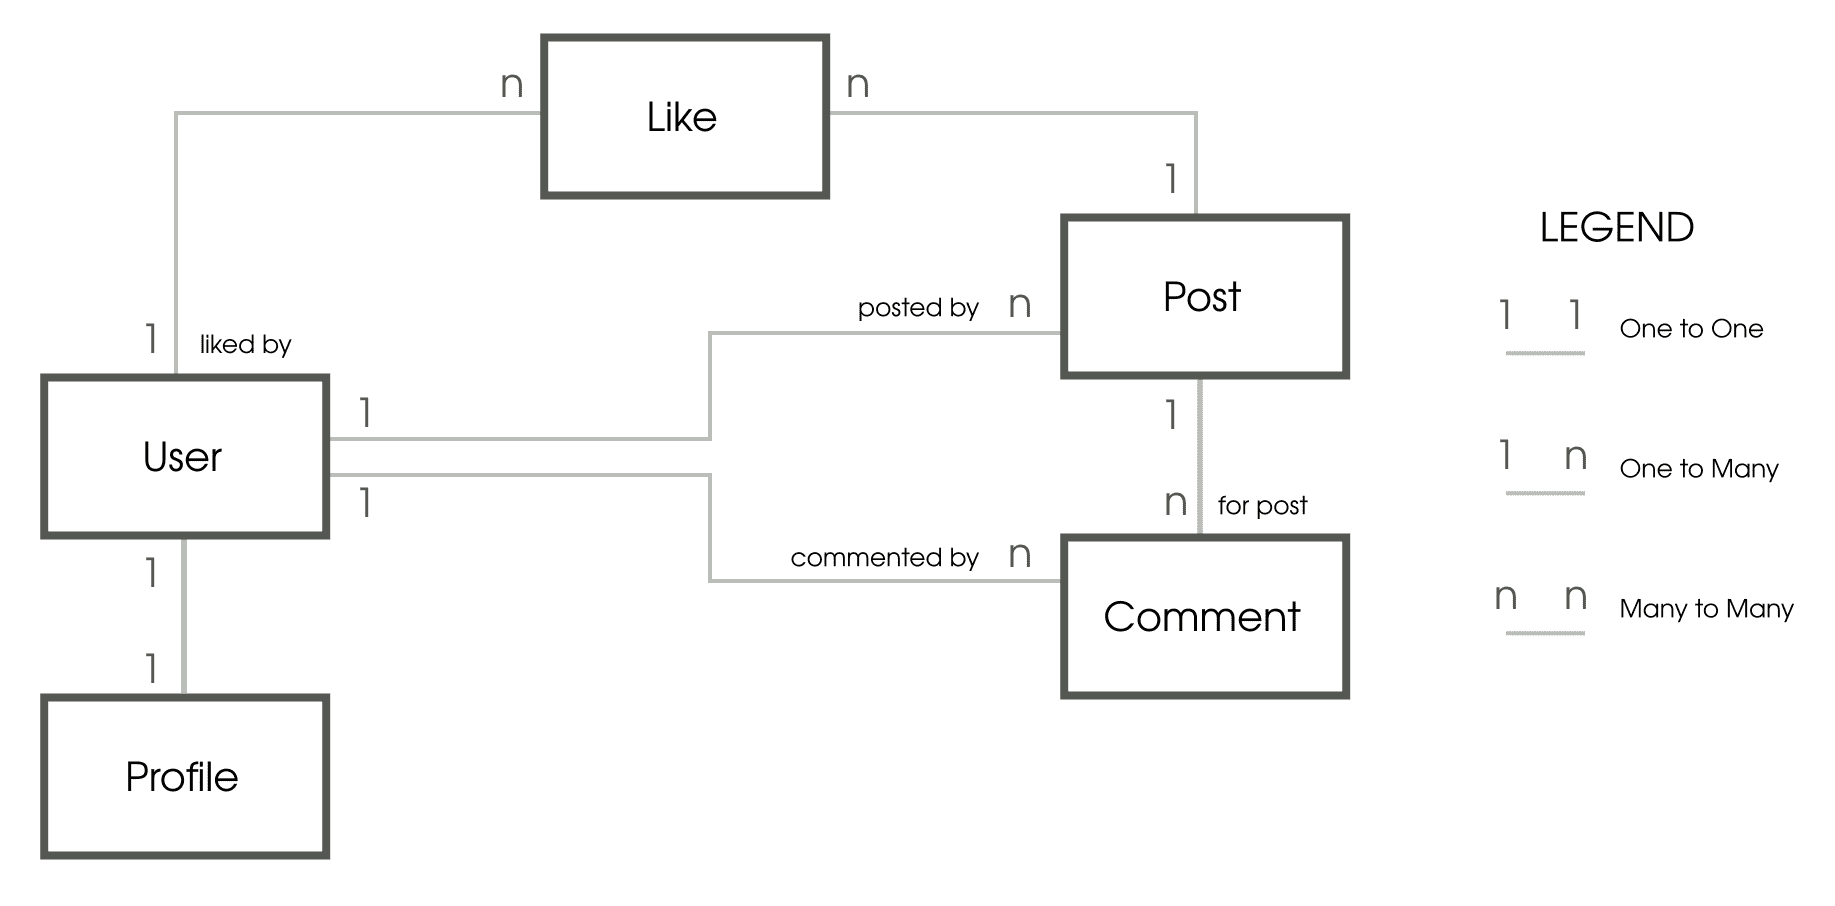 n
Like
n
1
1
liked by
posted by
n
Post
User
1
1
1
commented by
n
1
n
for post
Comment
1
Profile
LEGEND
1 1 One to One
1 n One to Many
n n Many to Many